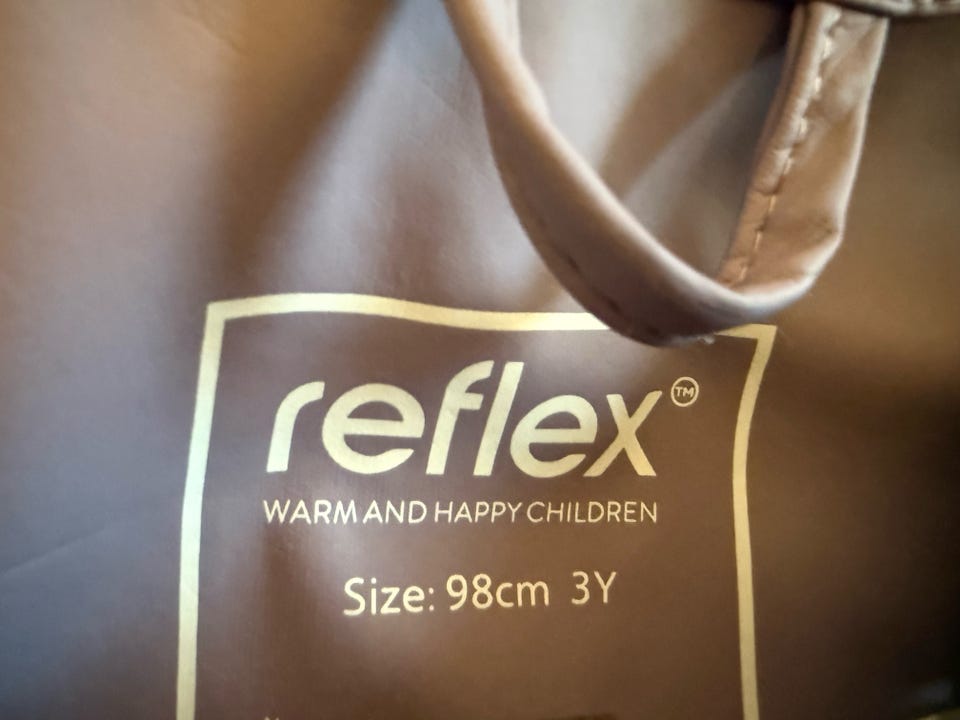 reflex™
WARM AND HAPPY CHILDREN
Size: 98cm 3Y